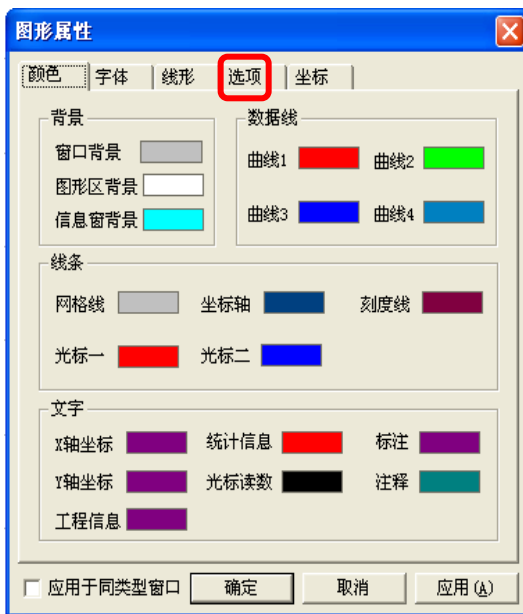 图形属性
颜色 字体 线形 选项 坐标
背景
窗口背景
图形区背景
信息窗背景
数据线
曲线1 曲线2
曲线3 曲线4
线条
网格线 坐标轴 刻度线
光标一 光标二
文字
X轴坐标 统计信息 标注
Y轴坐标 光标读数 注释
工程信息
应用于同类型窗口 确定 取消 应用(A)